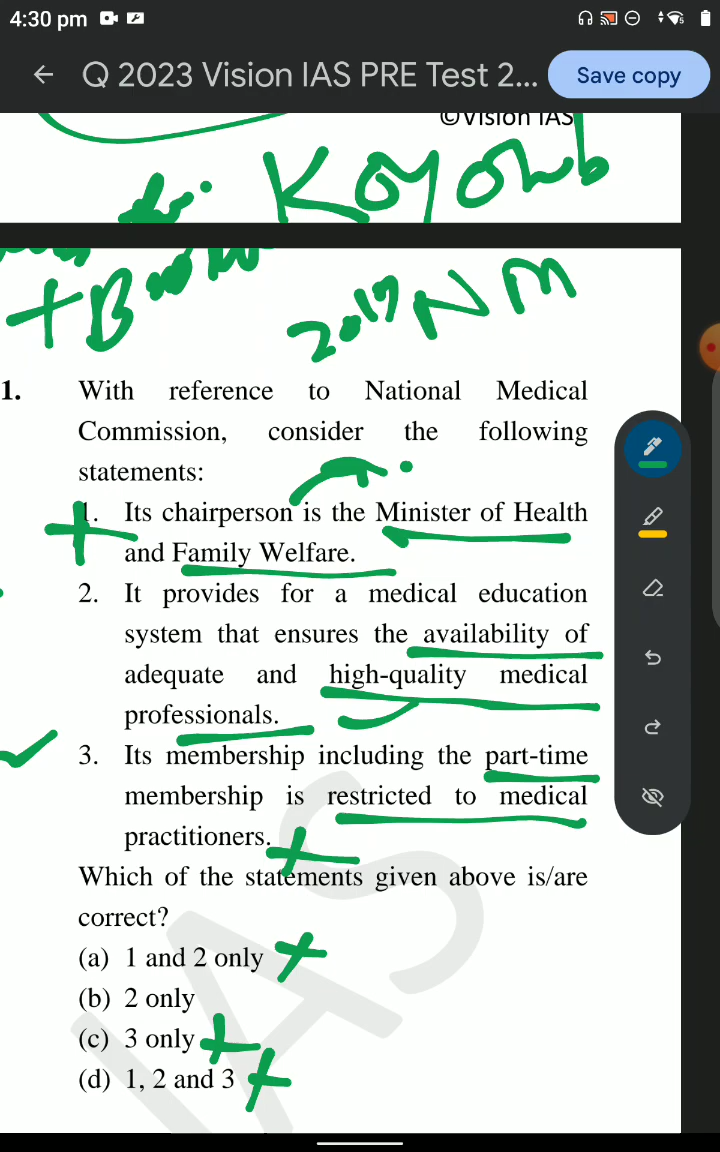 4:30 pm
Q 2023 Vision IAS PRE Test 2...
Save copy
©Vision IAS
2019 NM
1. With reference to National Medical
Commission, consider the following
statements:
1. Its chairperson is the Minister of Health
and Family Welfare.
2. It provides for a medical education
system that ensures the availability of
adequate and high-quality medical
professionals.
3. Its membership including the part-time
membership is restricted to medical
practitioners.
Which of the statements given above is/are
correct?
(a) 1 and 2 only
(b) 2 only
(c) 3 only
(d) 1, 2 and 3
IAS